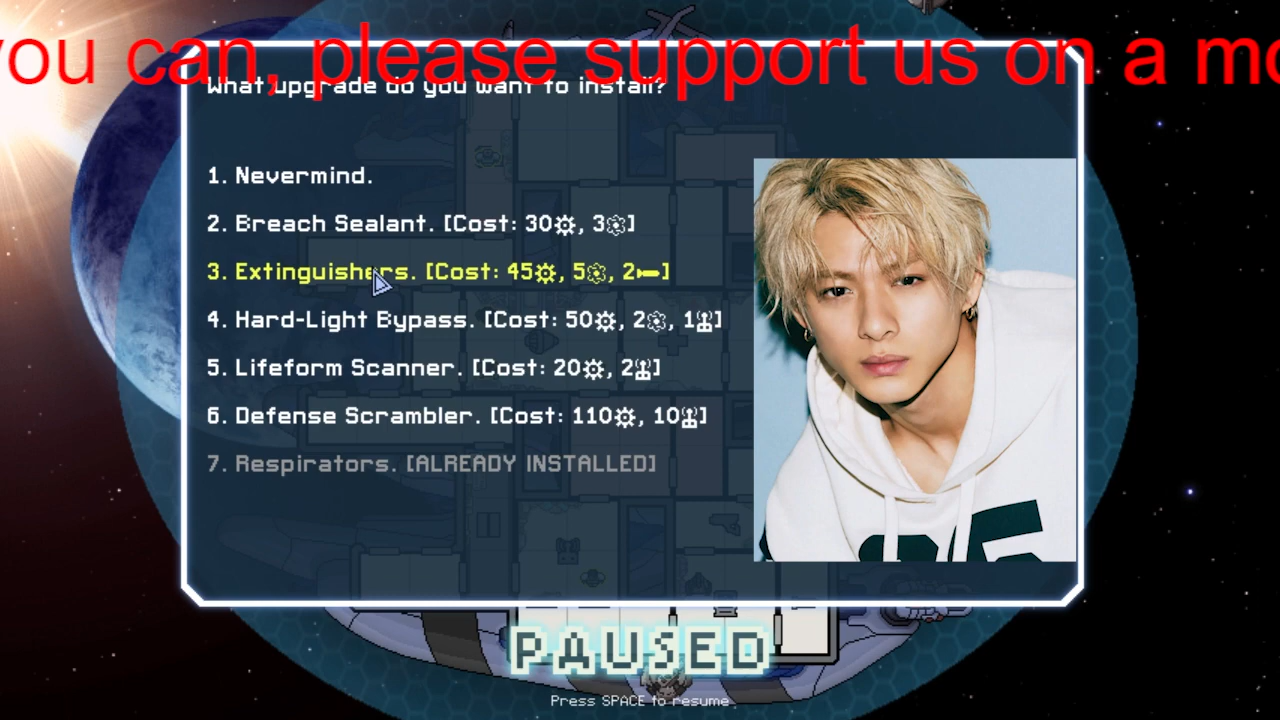 you can, please support us on a mo
What upgrade do you want to install?
1. Nevermind.
2. Breach Sealant. [Cost: 30, 3]
3. Extinguishers. [Cost: 45, 5, 2]
4. Hard-Light Bypass. [Cost: 50, 2, 1]
5. Lifeform Scanner. [Cost: 20, 2]
6. Defense Scrambler. [Cost: 110, 10]
7. Respirators. [ALREADY INSTALLED]
PAUSED
Press SPACE to resume